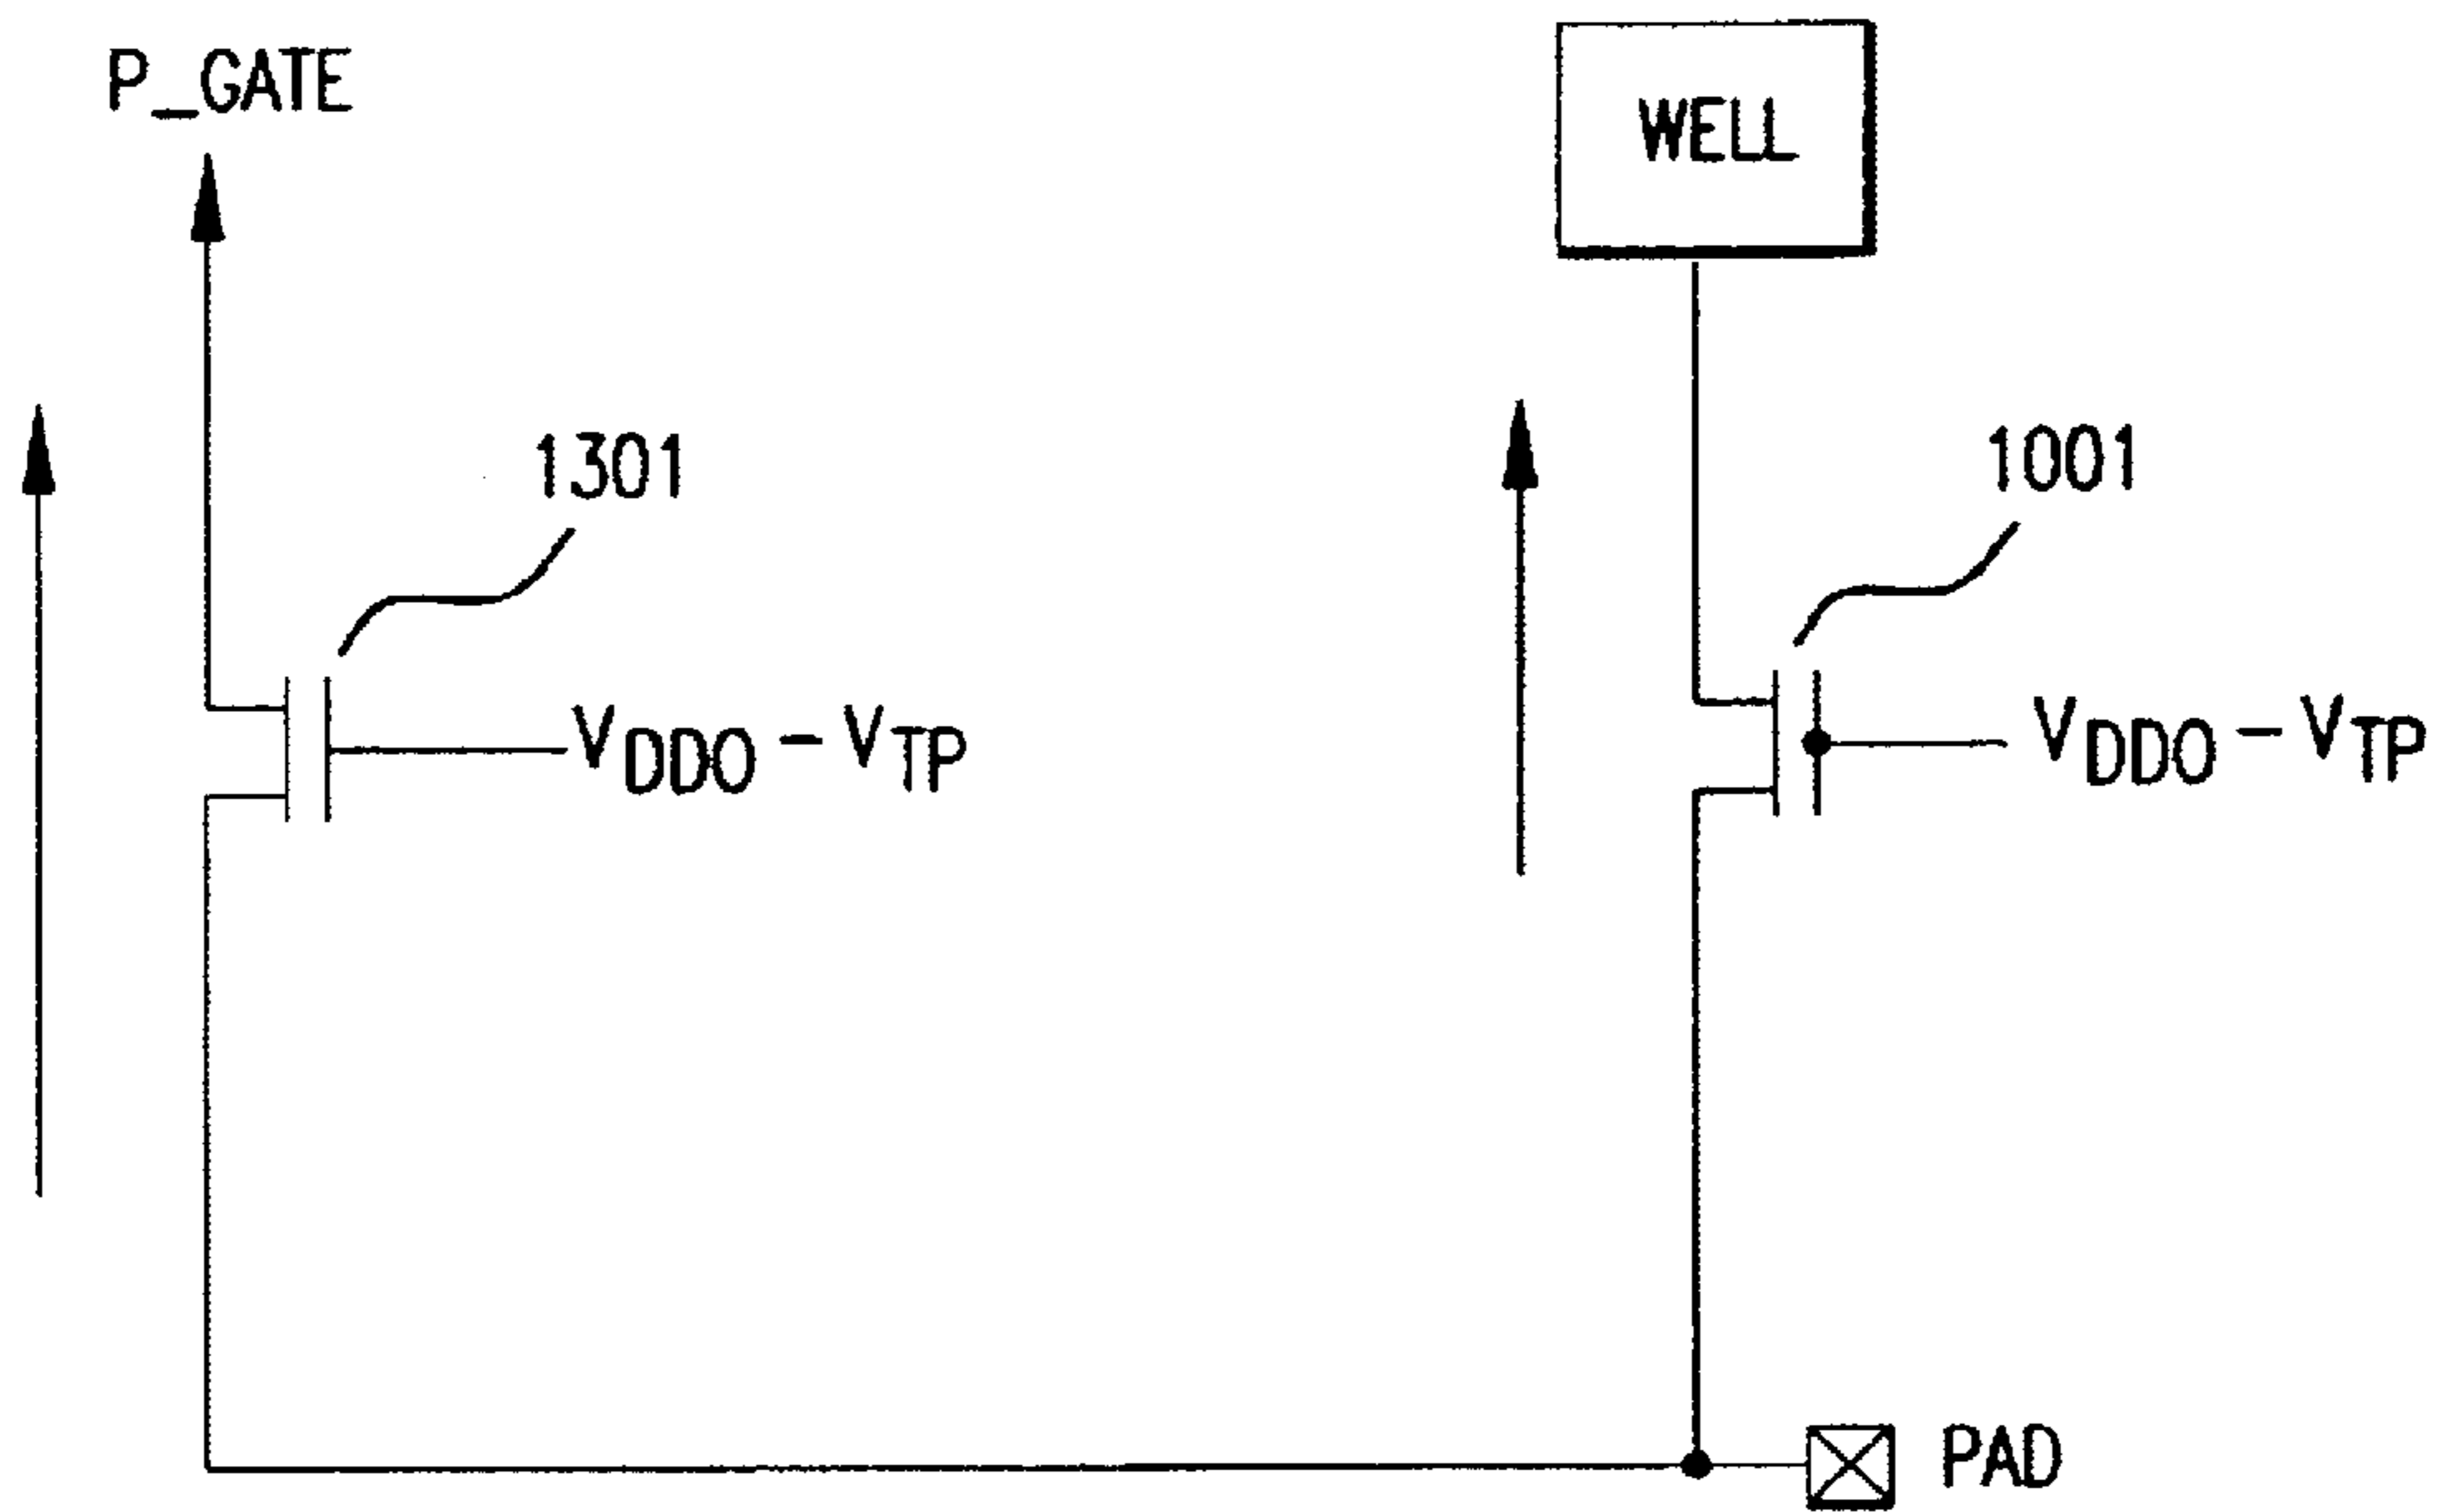 P_GATE
WELL
1301
1001
VDDO - VTP
VDDO - VTP
PAD